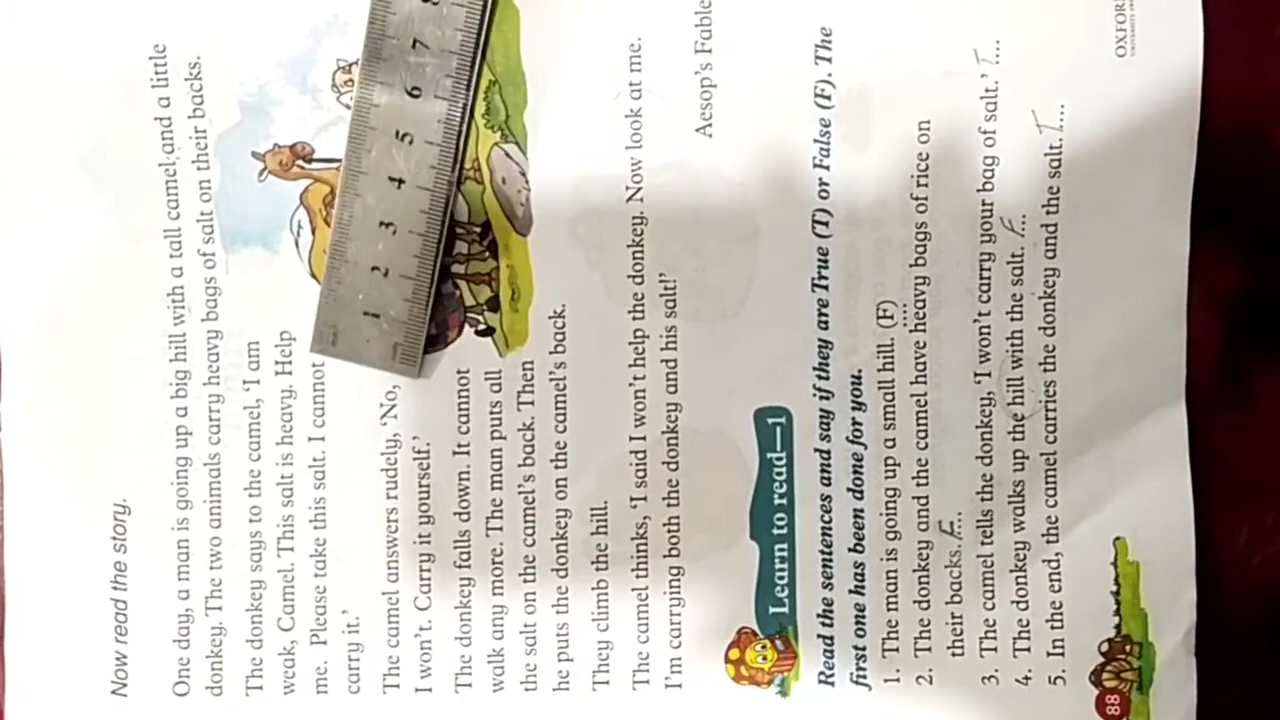 Now read the story.
One day, a man is going up a big hill with a tall camel and a little
donkey. The two animals carry heavy bags of salt on their backs.
The donkey says to the camel, ‘I am
weak, Camel. This salt is heavy. Help
me. Please take this salt. I cannot
carry it.’
The camel answers rudely, ‘No,
I won’t. Carry it yourself.’
The donkey falls down. It cannot
walk any more. The man puts all
the salt on the camel’s back. Then
he puts the donkey on the camel’s back.
They climb the hill.
The camel thinks, ‘I said I won’t help the donkey. Now look at me.
I’m carrying both the donkey and his salt!’
Aesop’s Fable
1 2 3 4 5 6 7 8
Learn to read—1
Read the sentences and say if they are True (T) or False (F). The
first one has been done for you.
1. The man is going up a small hill. (F)
2. The donkey and the camel have heavy bags of rice on
their backs. F
3. The camel tells the donkey, ‘I won’t carry your bag of salt.’ T
4. The donkey walks up the hill with the salt. F
5. In the end, the camel carries the donkey and the salt. T
88
OXFOR